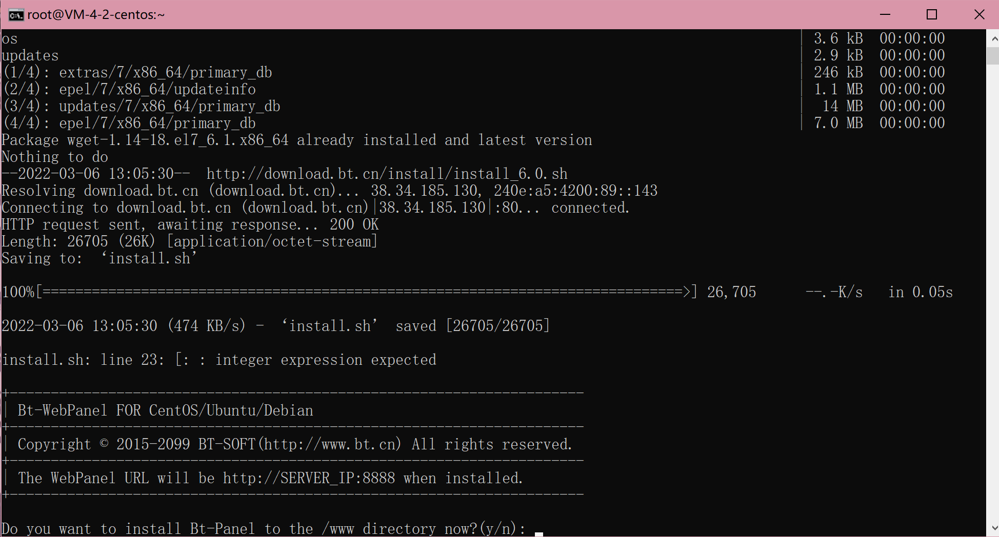 root@VM-4-2-centos:~
os | 3.6 kB 00:00:00
updates | 2.9 kB 00:00:00
(1/4): extras/7/x86_64/primary_db | 246 kB 00:00:00
(2/4): epel/7/x86_64/updateinfo | 1.1 MB 00:00:00
(3/4): updates/7/x86_64/primary_db | 14 MB 00:00:00
(4/4): epel/7/x86_64/primary_db | 7.0 MB 00:00:00
Package wget-1.14-18.el7_6.1.x86_64 already installed and latest version
Nothing to do
--2022-03-06 13:05:30--  http://download.bt.cn/install/install_6.0.sh
Resolving download.bt.cn (download.bt.cn)... 38.34.185.130, 240e:a5:4200:89::143
Connecting to download.bt.cn (download.bt.cn)|38.34.185.130|:80... connected.
HTTP request sent, awaiting response... 200 OK
Length: 26705 (26K) [application/octet-stream]
Saving to: ‘install.sh’
100%[==============================================================================>] 26,705      --.-K/s   in 0.05s
2022-03-06 13:05:30 (474 KB/s) - ‘install.sh’ saved [26705/26705]
install.sh: line 23: [: : integer expression expected
+----------------------------------------------------------------------
| Bt-WebPanel FOR CentOS/Ubuntu/Debian
+----------------------------------------------------------------------
| Copyright © 2015-2099 BT-SOFT(http://www.bt.cn) All rights reserved.
+----------------------------------------------------------------------
| The WebPanel URL will be http://SERVER_IP:8888 when installed.
+----------------------------------------------------------------------
Do you want to install Bt-Panel to the /www directory now?(y/n):